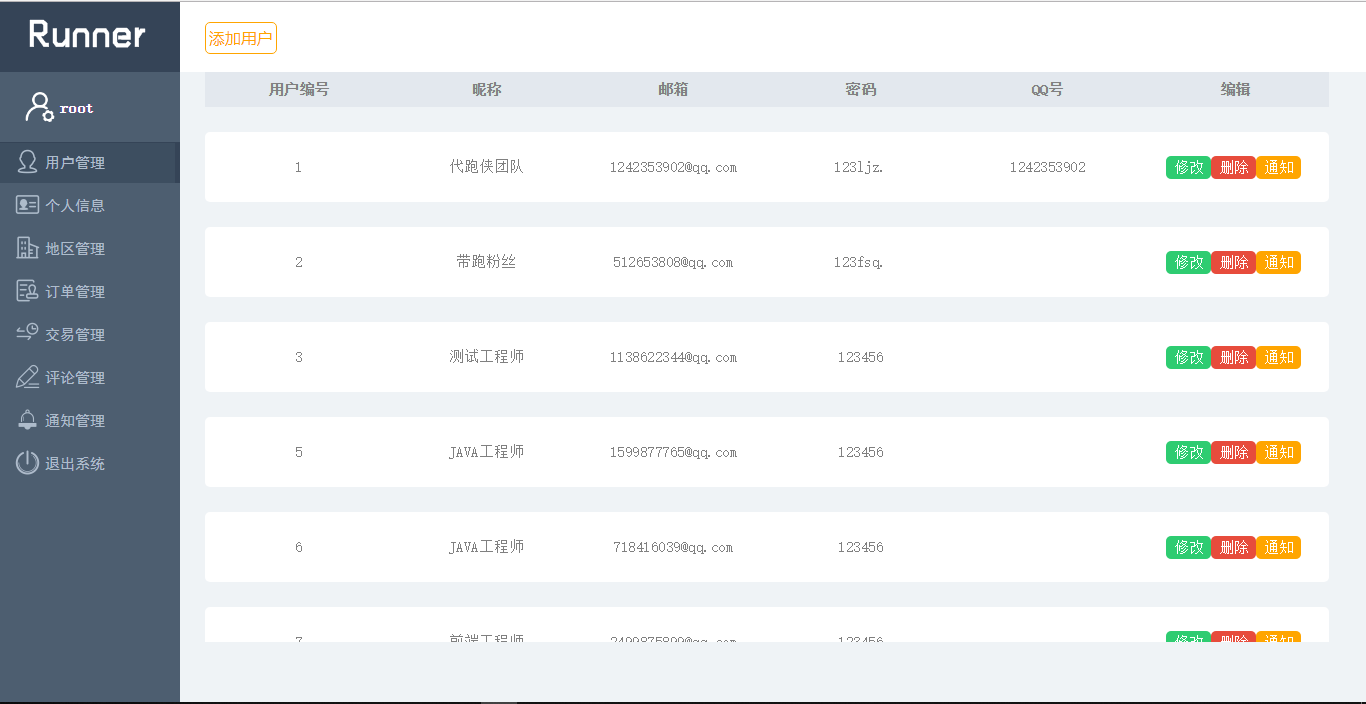 Runner
root
用户管理
个人信息
地区管理
订单管理
交易管理
评论管理
通知管理
退出系统
添加用户
用户编号 昵称 邮箱 密码 QQ号 编辑
1 代跑侠团队 1242353902@qq.com 123ljz. 1242353902 修改 删除 通知
2 带跑粉丝 512653808@qq.com 123fsq. 修改 删除 通知
3 测试工程师 1138622344@qq.com 123456 修改 删除 通知
5 JAVA工程师 1599877765@qq.com 123456 修改 删除 通知
6 JAVA工程师 718416039@qq.com 123456 修改 删除 通知
7 前端工程师 123456 修改 删除 通知